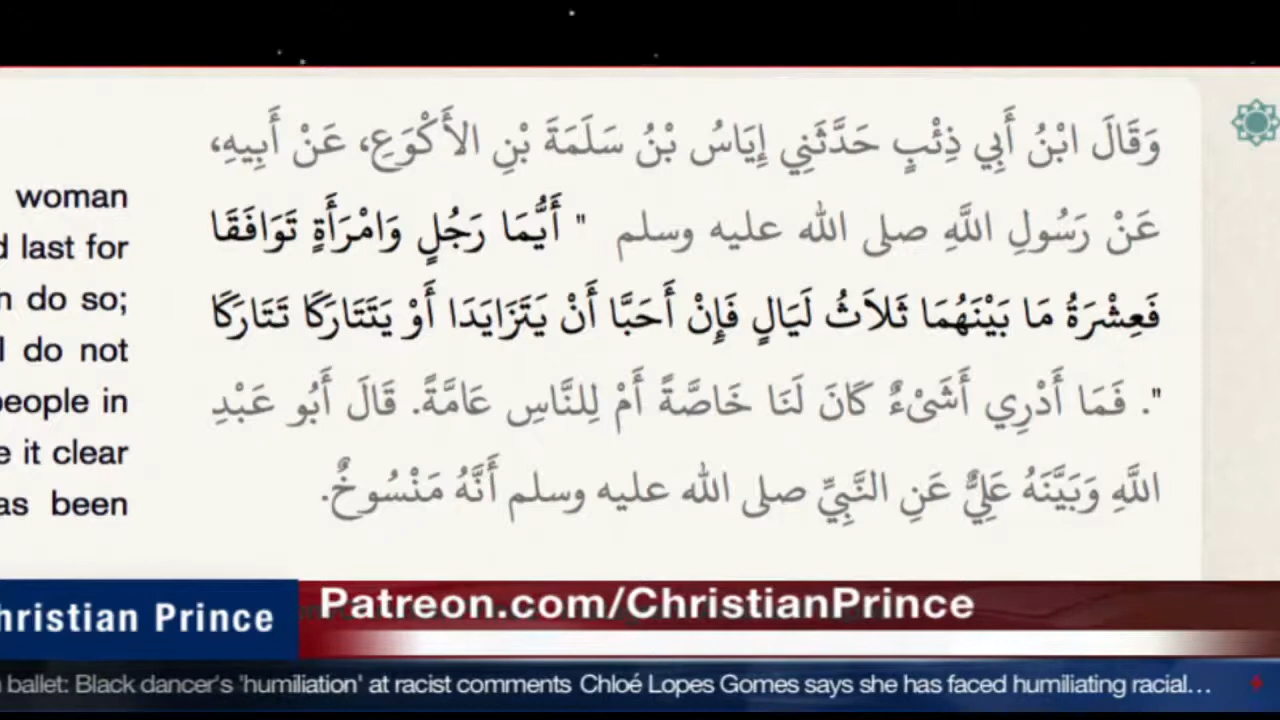 وَقَالَ ابْنُ أَبِي ذِئْبٍ حَدَّثَنِي إِيَاسُ بْنُ سَلَمَةَ بْنِ الأَكْوَعِ، عَنْ أَبِيهِ،
عَنْ رَسُولِ اللَّهِ صلى الله عليه وسلم " أَيُّمَا رَجُلٍ وَامْرَأَةٍ تَوَافَقَا
فَعِشْرَةُ مَا بَيْنَهُمَا ثَلاَثُ لَيَالٍ فَإِنْ أَحَبَّا أَنْ يَتَزَايَدَا أَوْ يَتَتَارَكَا تَتَارَكَا
". فَمَا أَدْرِي أَشَىْءٌ كَانَ لَنَا خَاصَّةً أَمْ لِلنَّاسِ عَامَّةً. قَالَ أَبُو عَبْدِ
اللَّهِ وَبَيَّنَهُ عَلِيٌّ عَنِ النَّبِيِّ صلى الله عليه وسلم أَنَّهُ مَنْسُوخٌ.
woman
d last for
n do so;
l do not
people in
e it clear
as been
hristian Prince
Patreon.com/ChristianPrince
ballet: Black dancer's 'humiliation' at racist comments Chloé Lopes Gomes says she has faced humiliating racial...